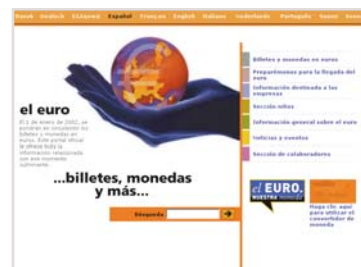 Dansk Deutsch Ελληνικα Español Français English Italiano Nederlands Português Suomi
el euro
El 1 de enero de 2002, se
pondrán en circulación los
billetes y monedas en
euros. Este portal oficial
le ofrece toda la
información relacionada
con este momento
culminante...
...billetes, monedas
y más...
Búsqueda
Billetes y monedas en euros
Preparémonos para la llegada del
euro
Información destinada a las
empresas
Sección niños
Información general sobre el euro
Noticias y eventos
Sección de colaboradores
el EURO.
NUESTRA moneda
Haga clic aquí
para utilizar el
convertidor de
moneda